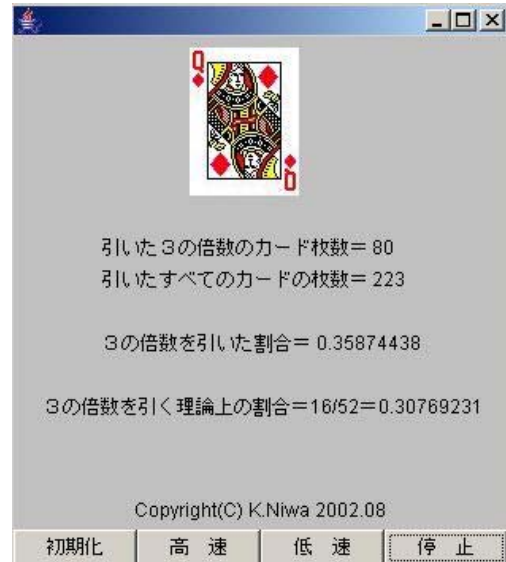 Q
Q
引いた３の倍数のカード枚数＝ 80
引いたすべてのカードの枚数＝ 223
３の倍数を引いた割合＝ 0.35874438
３の倍数を引く理論上の割合＝16/52＝0.30769231
Copyright(C) K.Niwa 2002.08
初期化 高　速 低　速 停　止